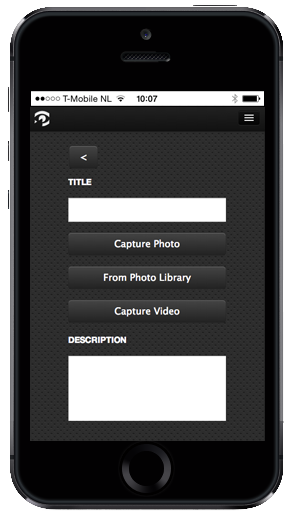 T-Mobile NL 10:07
<
TITLE
Capture Photo
From Photo Library
Capture Video
DESCRIPTION